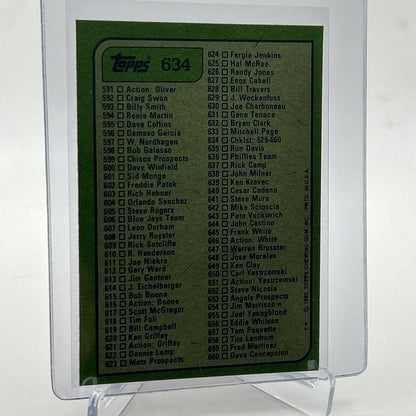 Topps 634
591 Action: Oliver
592 Craig Swan
593 Billy Smith
594 Renie Martin
595 Dave Collins
596 Damaso Garcia
597 W. Nordhagen
598 Bob Galasso
599 Chisox Prospects
600 Dave Winfield
601 Sid Monge
602 Freddie Patek
603 Rich Hebner
604 Orlando Sanchez
605 Steve Rogers
606 Blue Jays Team
607 Leon Durham
608 Jerry Royster
609 Rick Sutcliffe
610 R. Henderson
611 Joe Niekro
612 Gary Ward
613 Jim Gantner
614 J. Eichelberger
615 Bob Boone
616 Action: Boone
617 Scott McGregor
618 Tim Foli
619 Bill Campbell
620 Ken Griffey
621 Action: Griffey
622 Dennis Lamp
623 Mets Prospects
624 Fergie Jenkins
625 Hal McRae
626 Randy Jones
627 Enos Cabell
628 Bill Travers
629 J. Wockenfuss
630 Joe Charboneau
631 Gene Tenace
632 Bryan Clark
633 Mitchell Page
634 Chklst: 529-660
635 Ron Davis
636 Phillies Team
637 Rick Camp
638 John Milner
639 Ken Kravec
640 Cesar Cedeno
641 Steve Mura
642 Mike Scioscia
643 Pete Vuckovich
644 John Castino
645 Frank White
646 Action: White
647 Warren Brusstar
648 Jose Morales
649 Ken Clay
650 Carl Yastrzemski
651 Action: Yastrzemski
652 Steve Nicosia
653 Angels Prospects
654 Jim Morrison
655 Joel Youngblood
656 Eddie Whitson
657 Tom Poquette
658 Tito Landrum
659 Fred Martinez
660 Dave Concepcion
© 1982 TOPPS CHEWING GUM, INC. PRTD. IN U.S.A.